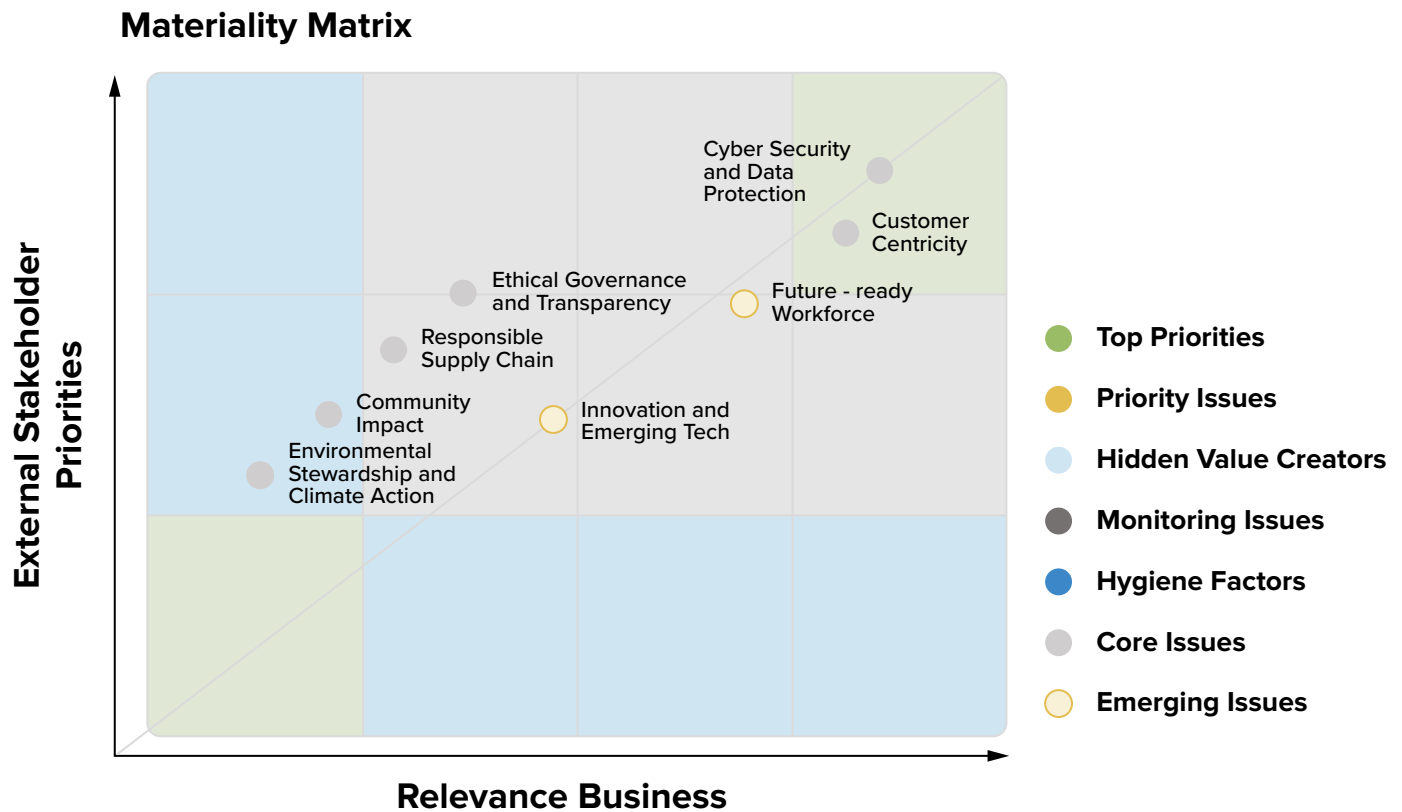 Materiality Matrix
External Stakeholder
Priorities
Cyber Security
and Data
Protection
Customer
Centricity
Ethical Governance
and Transparency
Future - ready
Workforce
Responsible
Supply Chain
Community
Impact
Innovation and
Emerging Tech
Environmental
Stewardship and
Climate Action
Relevance Business
Top Priorities
Priority Issues
Hidden Value Creators
Monitoring Issues
Hygiene Factors
Core Issues
Emerging Issues